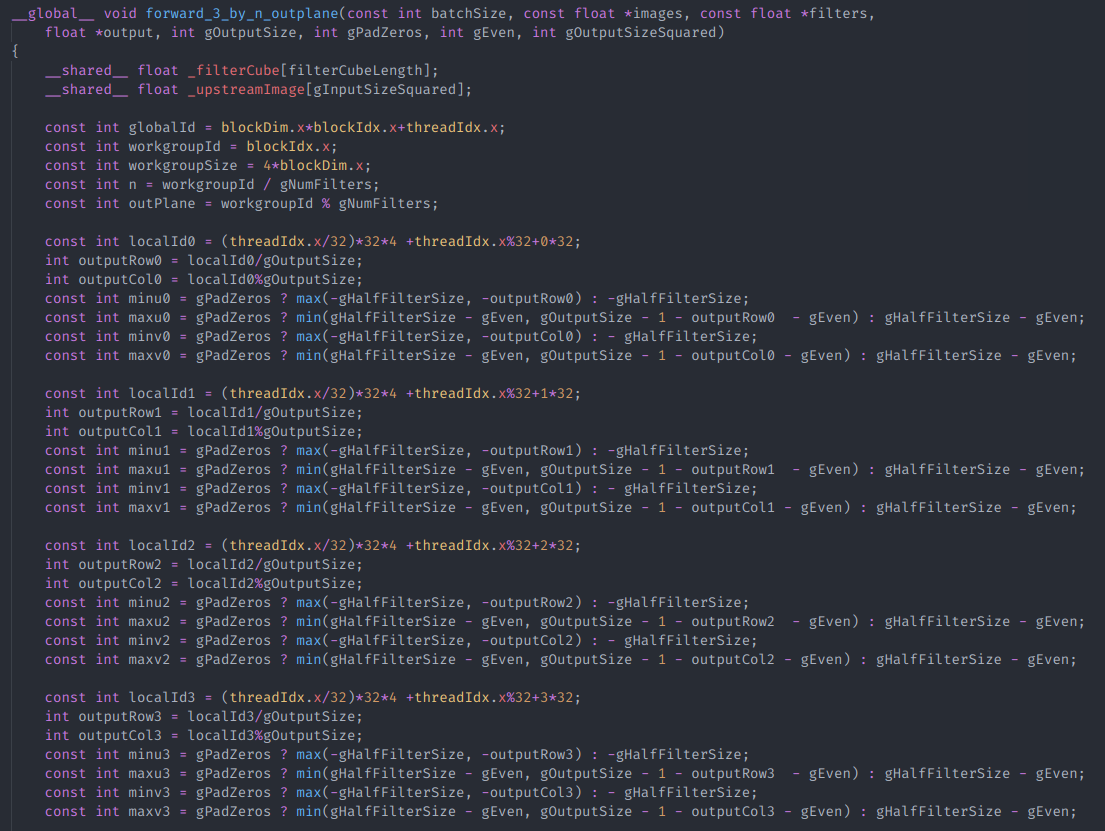 __global__ void forward_3_by_n_outplane(const int batchSize, const float *images, const float *filters,
    float *output, int gOutputSize, int gPadZeros, int gEven, int gOutputSizeSquared)
{
    __shared__ float _filterCube[filterCubeLength];
    __shared__ float _upstreamImage[gInputSizeSquared];

    const int globalId = blockDim.x*blockIdx.x+threadIdx.x;
    const int workgroupId = blockIdx.x;
    const int workgroupSize = 4*blockDim.x;
    const int n = workgroupId / gNumFilters;
    const int outPlane = workgroupId % gNumFilters;

    const int localId0 = (threadIdx.x/32)*32*4 +threadIdx.x%32+0*32;
    int outputRow0 = localId0/gOutputSize;
    int outputCol0 = localId0%gOutputSize;
    const int minu0 = gPadZeros ? max(-gHalfFilterSize, -outputRow0) : -gHalfFilterSize;
    const int maxu0 = gPadZeros ? min(gHalfFilterSize - gEven, gOutputSize - 1 - outputRow0  - gEven) : gHalfFilterSize - gEven;
    const int minv0 = gPadZeros ? max(-gHalfFilterSize, -outputCol0) : - gHalfFilterSize;
    const int maxv0 = gPadZeros ? min(gHalfFilterSize - gEven, gOutputSize - 1 - outputCol0 - gEven) : gHalfFilterSize - gEven;

    const int localId1 = (threadIdx.x/32)*32*4 +threadIdx.x%32+1*32;
    int outputRow1 = localId1/gOutputSize;
    int outputCol1 = localId1%gOutputSize;
    const int minu1 = gPadZeros ? max(-gHalfFilterSize, -outputRow1) : -gHalfFilterSize;
    const int maxu1 = gPadZeros ? min(gHalfFilterSize - gEven, gOutputSize - 1 - outputRow1  - gEven) : gHalfFilterSize - gEven;
    const int minv1 = gPadZeros ? max(-gHalfFilterSize, -outputCol1) : - gHalfFilterSize;
    const int maxv1 = gPadZeros ? min(gHalfFilterSize - gEven, gOutputSize - 1 - outputCol1 - gEven) : gHalfFilterSize - gEven;

    const int localId2 = (threadIdx.x/32)*32*4 +threadIdx.x%32+2*32;
    int outputRow2 = localId2/gOutputSize;
    int outputCol2 = localId2%gOutputSize;
    const int minu2 = gPadZeros ? max(-gHalfFilterSize, -outputRow2) : -gHalfFilterSize;
    const int maxu2 = gPadZeros ? min(gHalfFilterSize - gEven, gOutputSize - 1 - outputRow2  - gEven) : gHalfFilterSize - gEven;
    const int minv2 = gPadZeros ? max(-gHalfFilterSize, -outputCol2) : - gHalfFilterSize;
    const int maxv2 = gPadZeros ? min(gHalfFilterSize - gEven, gOutputSize - 1 - outputCol2 - gEven) : gHalfFilterSize - gEven;

    const int localId3 = (threadIdx.x/32)*32*4 +threadIdx.x%32+3*32;
    int outputRow3 = localId3/gOutputSize;
    int outputCol3 = localId3%gOutputSize;
    const int minu3 = gPadZeros ? max(-gHalfFilterSize, -outputRow3) : -gHalfFilterSize;
    const int maxu3 = gPadZeros ? min(gHalfFilterSize - gEven, gOutputSize - 1 - outputRow3  - gEven) : gHalfFilterSize - gEven;
    const int minv3 = gPadZeros ? max(-gHalfFilterSize, -outputCol3) : - gHalfFilterSize;
    const int maxv3 = gPadZeros ? min(gHalfFilterSize - gEven, gOutputSize - 1 - outputCol3 - gEven) : gHalfFilterSize - gEven;